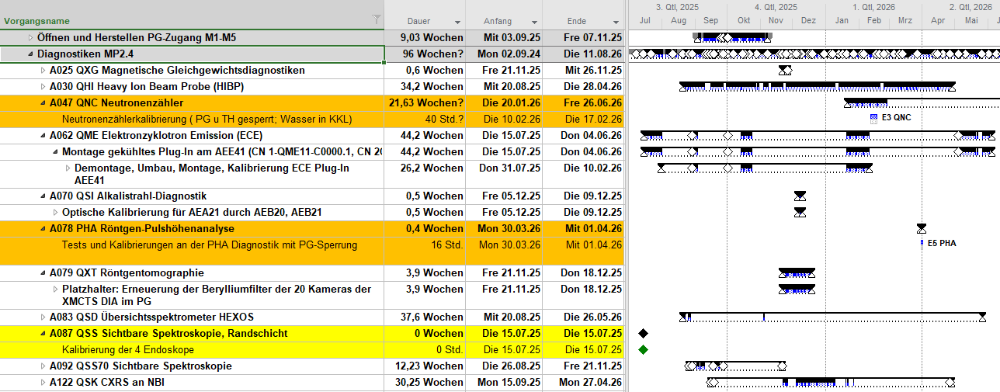 3. Qtl, 2025 4. Qtl, 2025 1. Qtl, 2026 2. Qtl, 2026
Vorgangsname Dauer Anfang Ende Jul Aug Sep Okt Nov Dez Jan Feb Mrz Apr Mai J
Öffnen und Herstellen PG-Zugang M1-M5 9,03 Wochen Mit 03.09.25 Fre 07.11.25
Diagnostiken MP2.4 96 Wochen? Mon 02.09.24 Die 11.08.26
A025 QXG Magnetische Gleichgewichtsdiagnostiken 0,6 Wochen Fre 21.11.25 Mit 26.11.25
A030 QHI Heavy Ion Beam Probe (HIBP) 34,2 Wochen Mit 20.08.25 Die 28.04.26
A047 QNC Neutronenzähler 21,63 Wochen? Die 20.01.26 Fre 26.06.26
Neutronenzählerkalibrierung ( PG u TH gesperrt; Wasser in KKL) 40 Std.? Die 10.02.26 Die 17.02.26 E3 QNC
A062 QME Elektronzyklotron Emission (ECE) 44,2 Wochen Die 15.07.25 Don 04.06.26
Montage gekühltes Plug-In am AEE41 (CN 1-QME11-C0000.1, CN 20 44,2 Wochen Die 15.07.25 Don 04.06.26
Demontage, Umbau, Montage, Kalibrierung ECE Plug-In 26,2 Wochen Don 31.07.25 Die 10.02.26
AEE41
A070 QSI Alkalistrahl-Diagnostik 0,5 Wochen Fre 05.12.25 Die 09.12.25
Optische Kalibrierung für AEA21 durch AEB20, AEB21 0,5 Wochen Fre 05.12.25 Die 09.12.25
A078 PHA Röntgen-Pulshöhenanalyse 0,4 Wochen Mon 30.03.26 Mit 01.04.26
Tests und Kalibrierungen an der PHA Diagnostik mit PG-Sperrung 16 Std. Mon 30.03.26 Mit 01.04.26 E5 PHA
A079 QXT Röntgentomographie 3,9 Wochen Fre 21.11.25 Don 18.12.25
Platzhalter: Erneuerung der Berylliumfilter der 20 Kameras der 3,9 Wochen Fre 21.11.25 Don 18.12.25
XMCTS DIA im PG
A083 QSD Übersichtsspektrometer HEXOS 37,6 Wochen Mit 20.08.25 Die 26.05.26
A087 QSS Sichtbare Spektroskopie, Randschicht 0 Wochen Die 15.07.25 Die 15.07.25
Kalibrierung der 4 Endoskope 0 Std. Die 15.07.25 Die 15.07.25
A092 QSS70 Sichtbare Spektroskopie 12,23 Wochen Die 26.08.25 Fre 21.11.25
A122 QSK CXRS an NBI 30,25 Wochen Mon 15.09.25 Mon 27.04.26